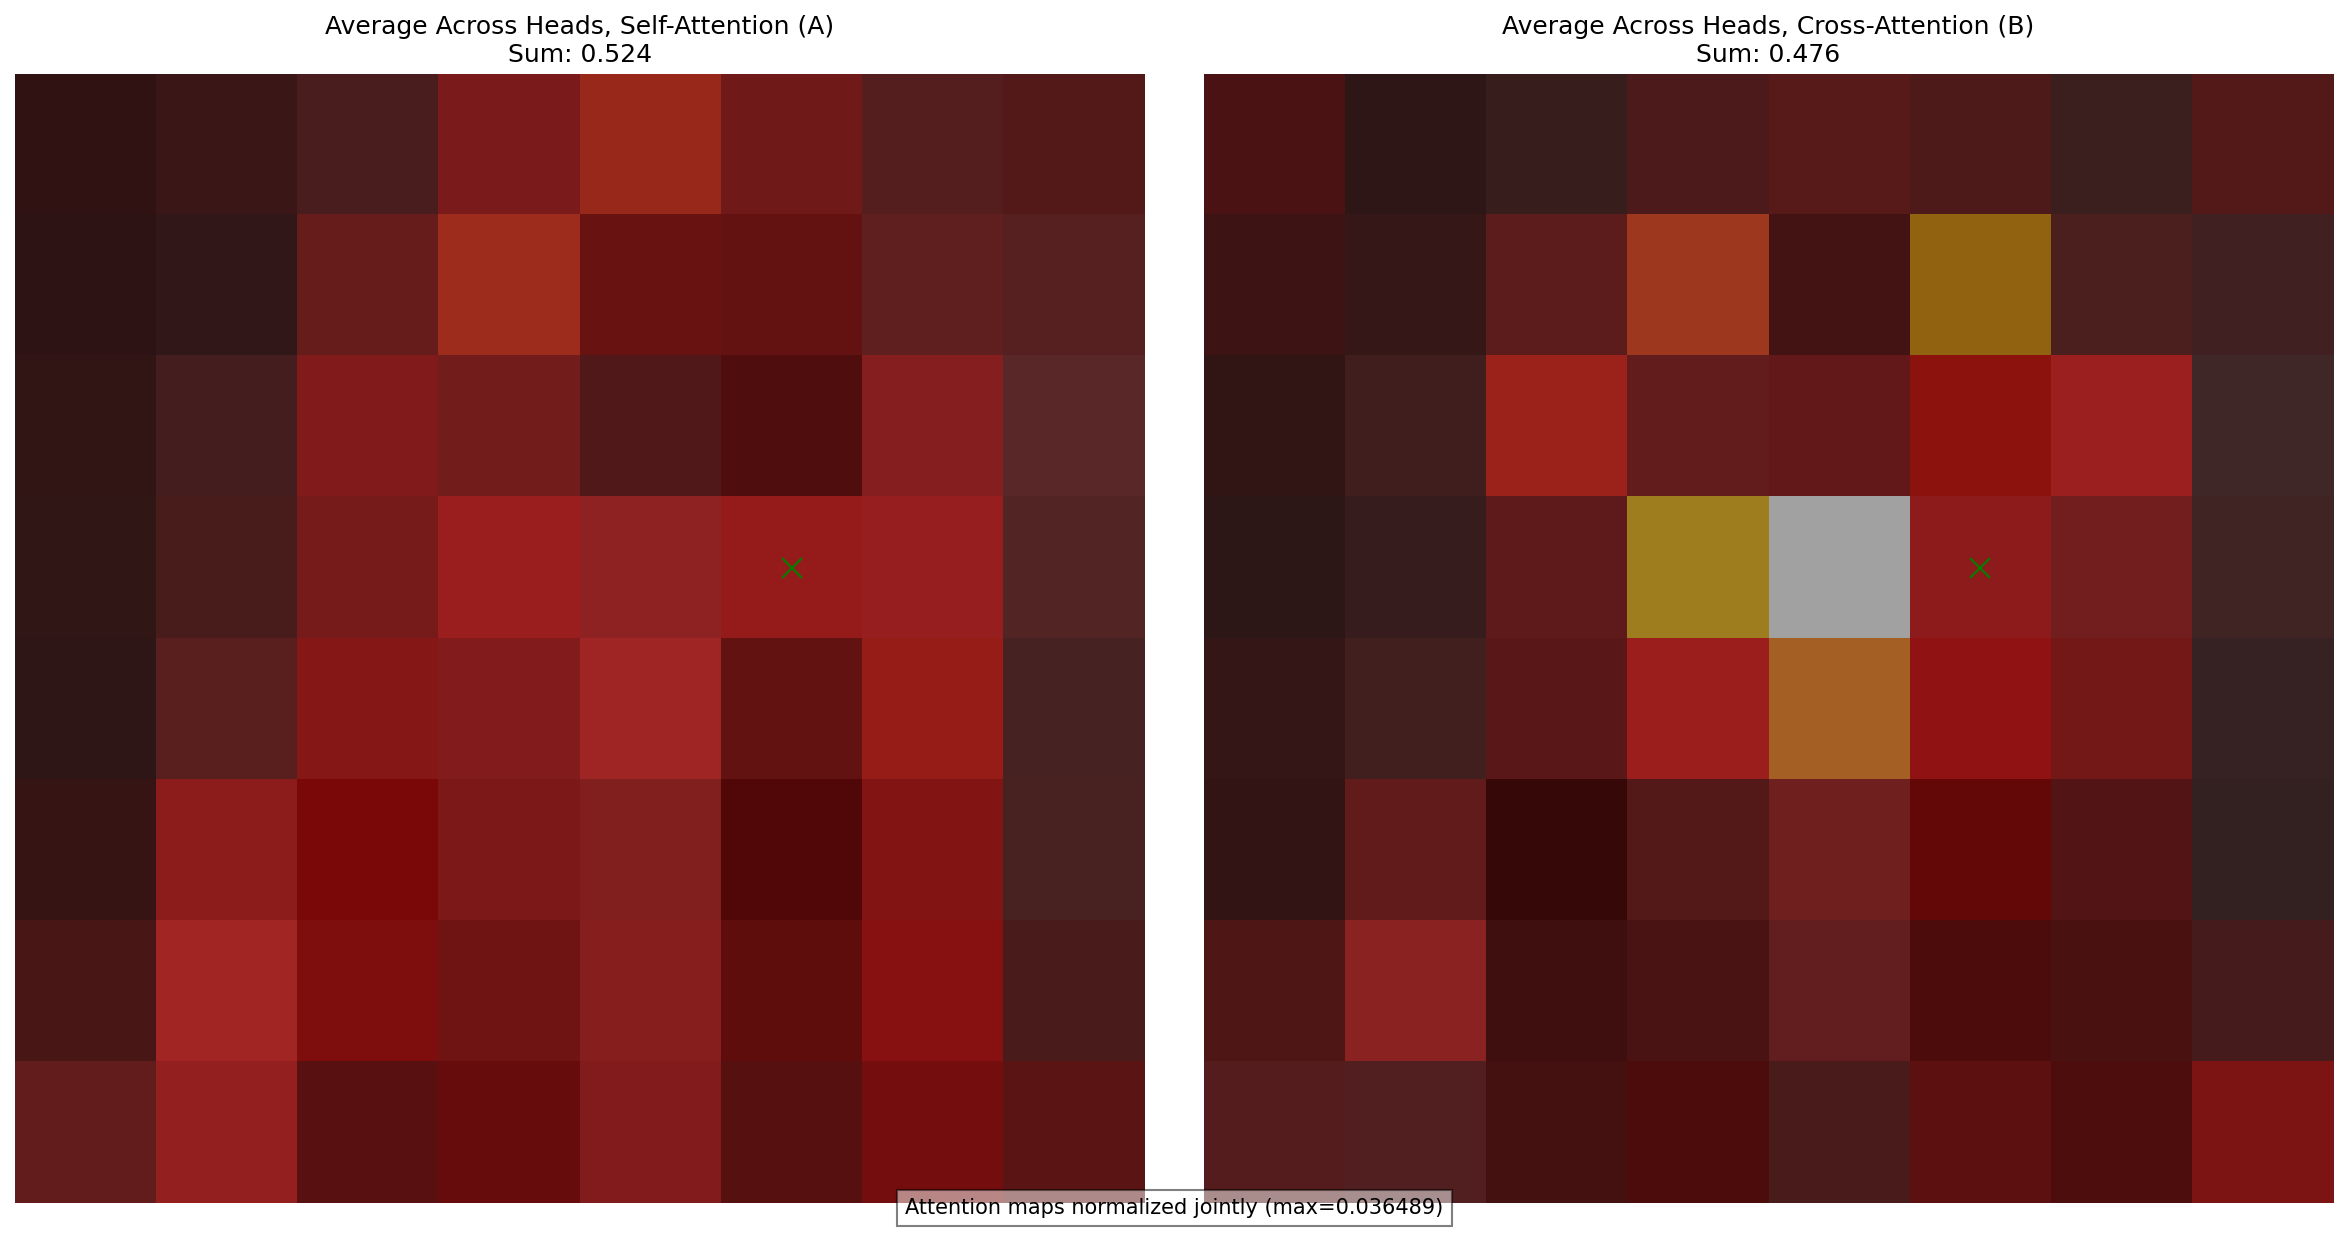 Average Across Heads, Self-Attention (A)
Sum: 0.524
Average Across Heads, Cross-Attention (B)
Sum: 0.476
Attention maps normalized jointly (max=0.036489)